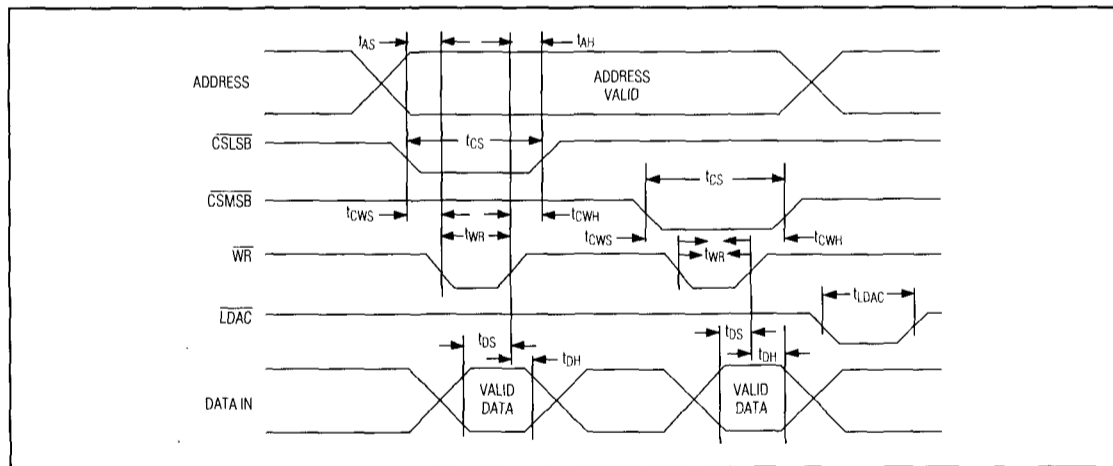 tAS tAH
ADDRESS ADDRESS VALID
CSLSB tCS
CSMSB tCS
tCWS tCWH
tWR tCWS tCWH
WR tWR
LDAC tLDAC
tDS tDS
tDH tDH
DATA IN VALID DATA VALID DATA